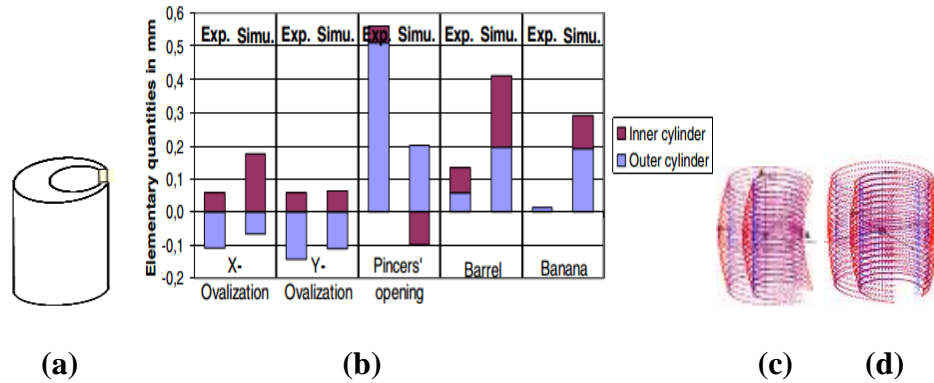 Elementary quantities in mm
0,6
0,5
0,4
0,3
0,2
0,1
0,0
-0,1
-0,2
Exp. Simu. Exp. Simu. Exp. Simu. Exp. Simu. Exp. Simu.
X-
Ovalization
Y-
Ovalization
Pincers'
opening
Barrel
Banana
Inner cylinder
Outer cylinder
(a) (b) (c) (d)